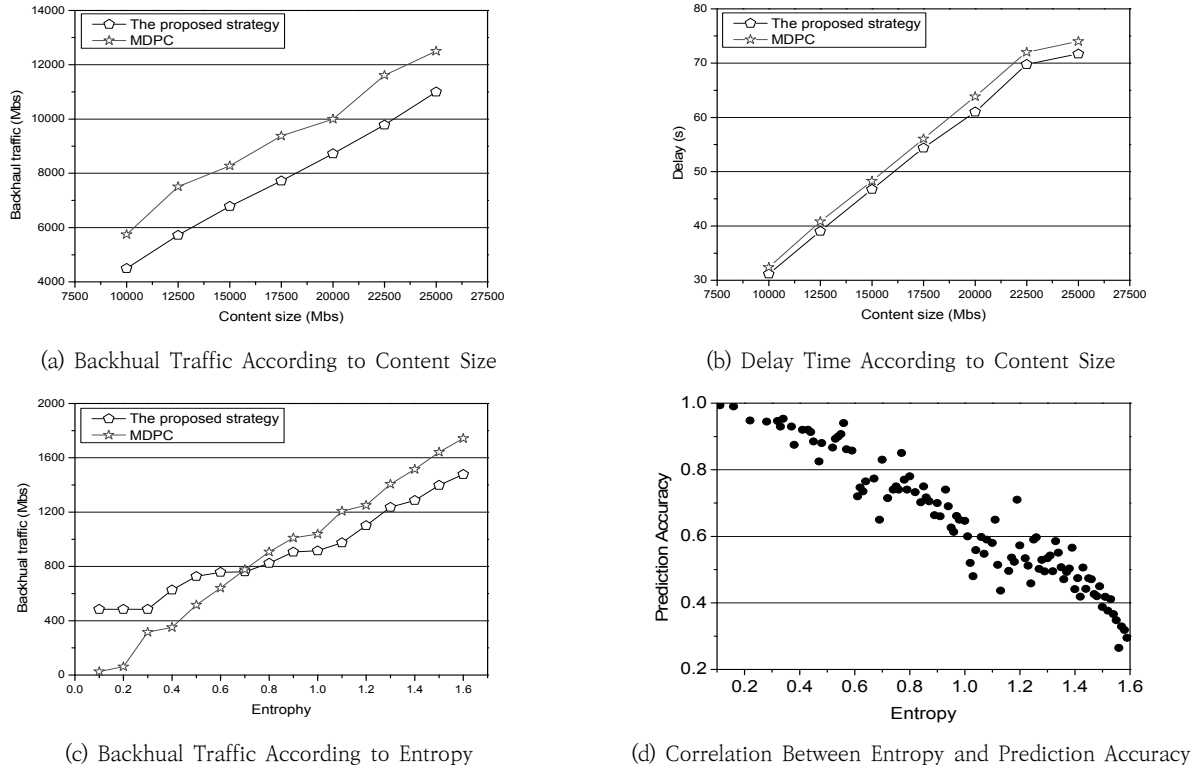 The proposed strategy
MDPC
12000
10000
8000
6000
4000
Backhaul traffic (Mbs)
7500 10000 12500 15000 17500 20000 22500 25000 27500
Content size (Mbs)
(a) Backhual Traffic According to Content Size
The proposed strategy
MDPC
80
70
60
50
40
30
Delay (s)
7500 10000 12500 15000 17500 20000 22500 25000 27500
Content size (Mbs)
(b) Delay Time According to Content Size
The proposed strategy
MDPC
2000
1600
1200
800
400
0
Backhual traffic (Mbs)
0.0 0.2 0.4 0.6 0.8 1.0 1.2 1.4 1.6
Entrophy
(c) Backhual Traffic According to Entropy
1.0
0.8
0.6
0.4
0.2
Prediction Accuracy
0.2 0.4 0.6 0.8 1.0 1.2 1.4 1.6
Entropy
(d) Correlation Between Entropy and Prediction Accuracy